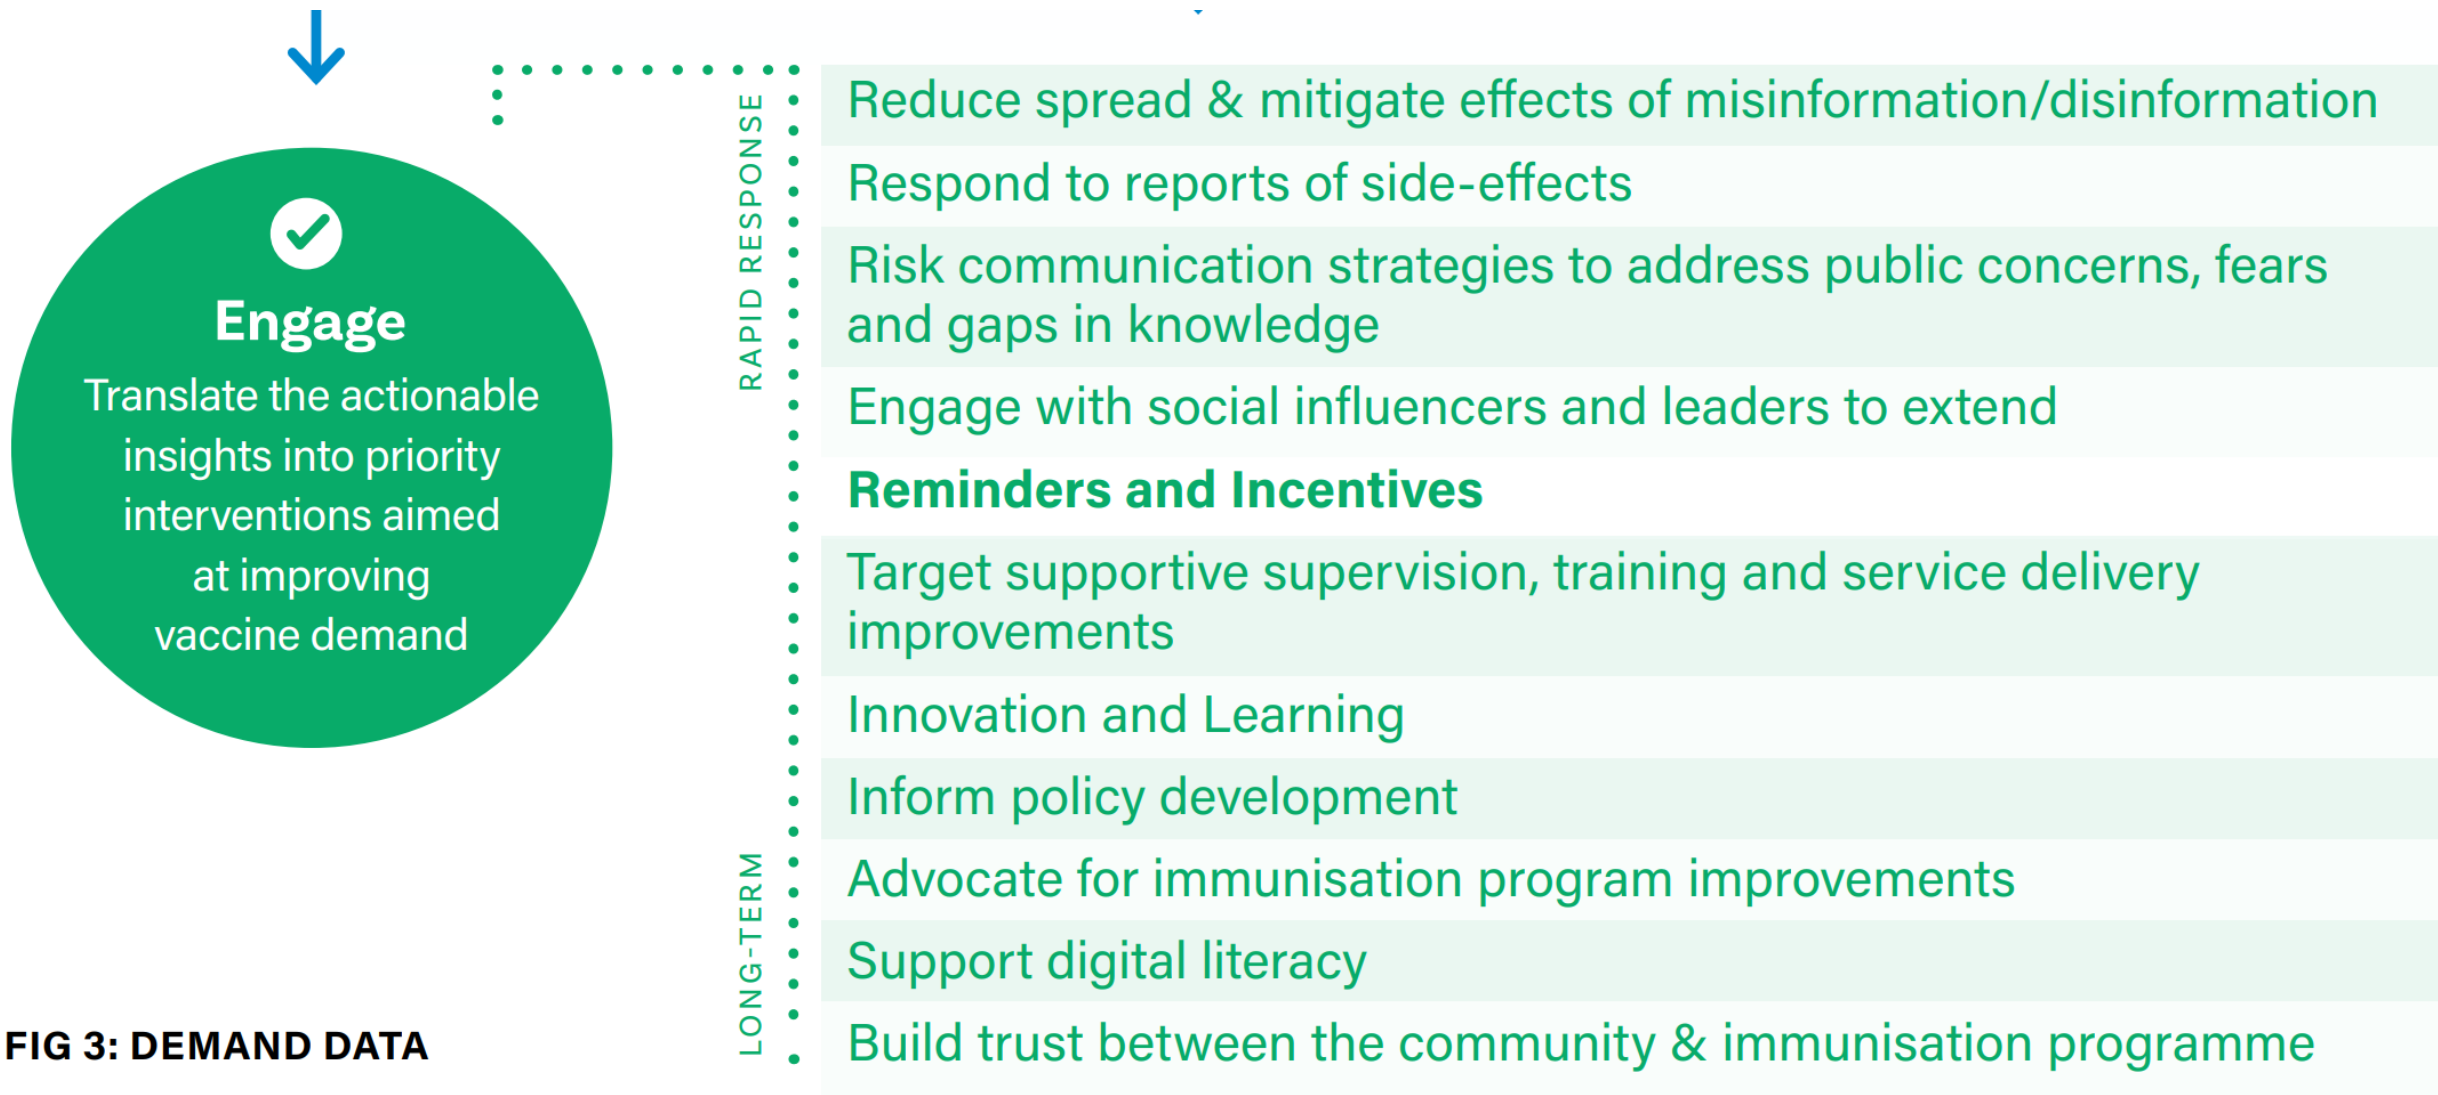 Engage
Translate the actionable
insights into priority
interventions aimed
at improving
vaccine demand
RAPID RESPONSE
Reduce spread & mitigate effects of misinformation/disinformation
Respond to reports of side-effects
Risk communication strategies to address public concerns, fears
and gaps in knowledge
Engage with social influencers and leaders to extend
Reminders and Incentives
Target supportive supervision, training and service delivery
improvements
Innovation and Learning
Inform policy development
Advocate for immunisation program improvements
Support digital literacy
Build trust between the community & immunisation programme
LONG-TERM
FIG 3: DEMAND DATA